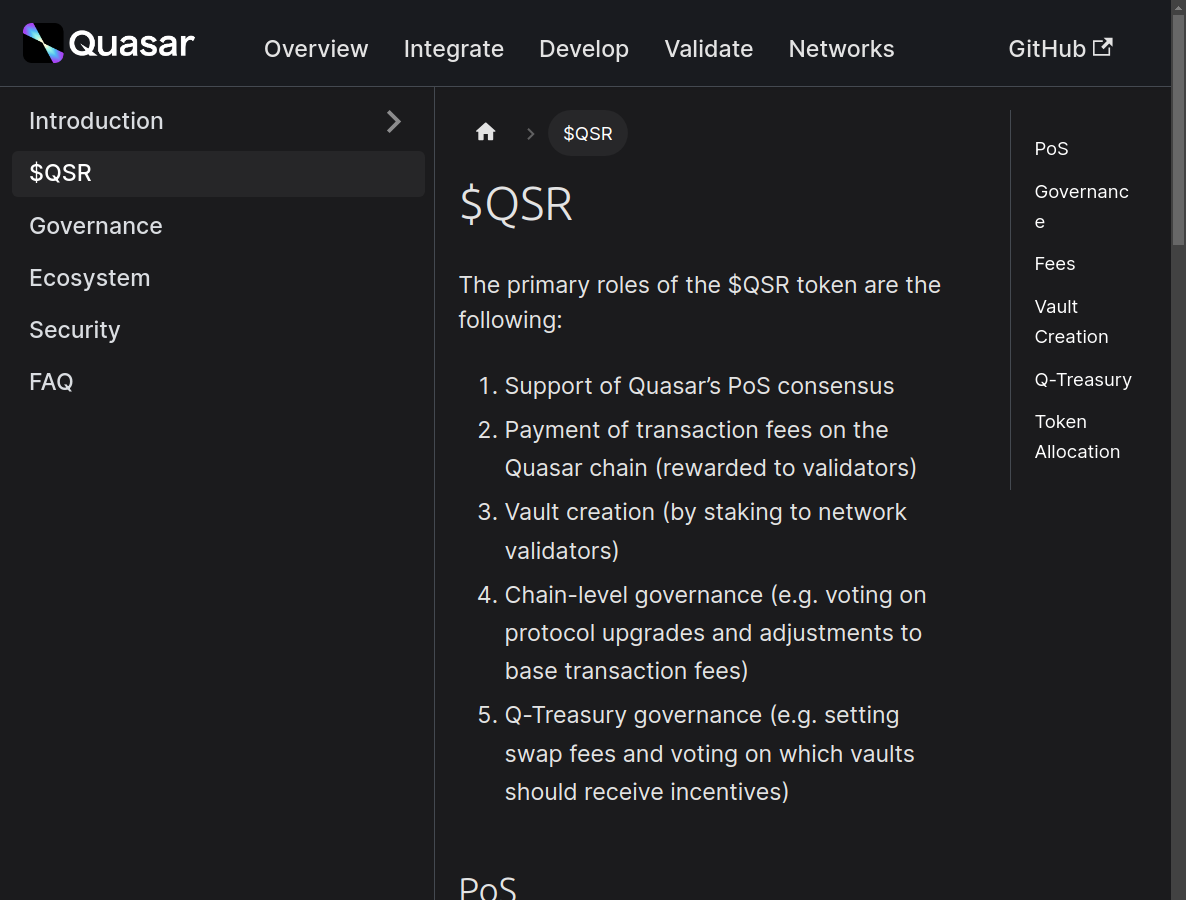 Quasar
Overview
Integrate
Develop
Validate
Networks
GitHub
Introduction
$QSR
Governance
Ecosystem
Security
FAQ
$QSR
$QSR
The primary roles of the $QSR token are the
following:
1. Support of Quasar’s PoS consensus
2. Payment of transaction fees on the
Quasar chain (rewarded to validators)
3. Vault creation (by staking to network
validators)
4. Chain-level governance (e.g. voting on
protocol upgrades and adjustments to
base transaction fees)
5. Q-Treasury governance (e.g. setting
swap fees and voting on which vaults
should receive incentives)
PoS
PoS
Governanc
e
Fees
Vault
Creation
Q-Treasury
Token
Allocation